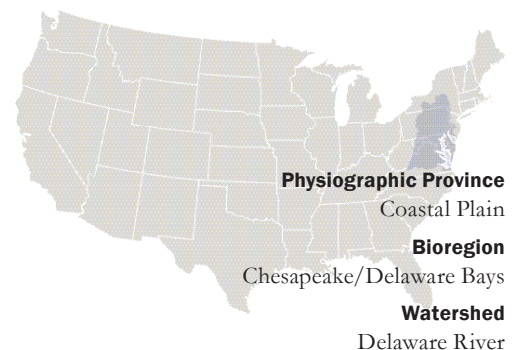 Physiographic Province
Coastal Plain
Bioregion
Chesapeake/Delaware Bays
Watershed
Delaware River